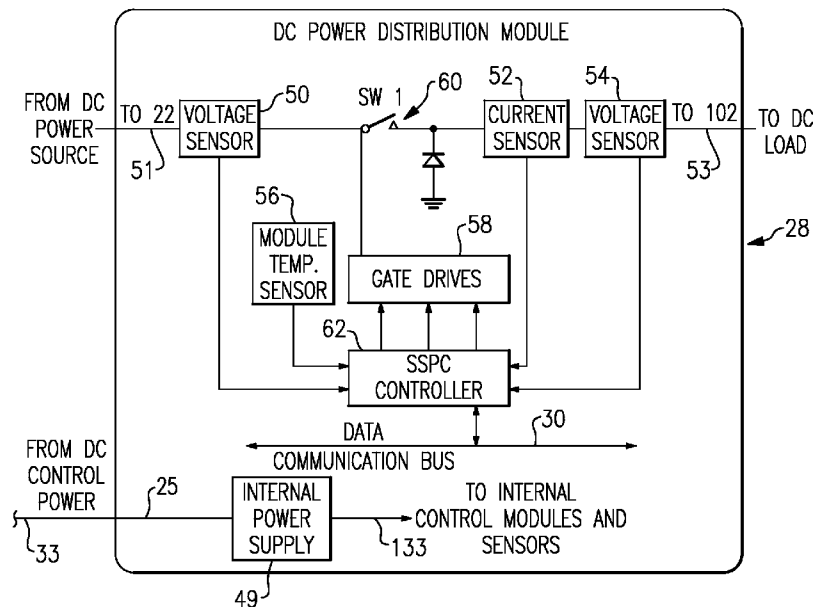 DC POWER DISTRIBUTION MODULE
FROM DC
POWER
SOURCE
TO 22
51
VOLTAGE
SENSOR
50
SW 1
60
52
CURRENT
SENSOR
54
VOLTAGE
SENSOR
TO 102
53
TO DC
LOAD
28
56
MODULE
TEMP.
SENSOR
58
GATE DRIVES
62
SSPC
CONTROLLER
DATA
COMMUNICATION BUS
30
FROM DC
CONTROL
POWER
33
25
INTERNAL
POWER
SUPPLY
49
133
TO INTERNAL
CONTROL MODULES AND
SENSORS